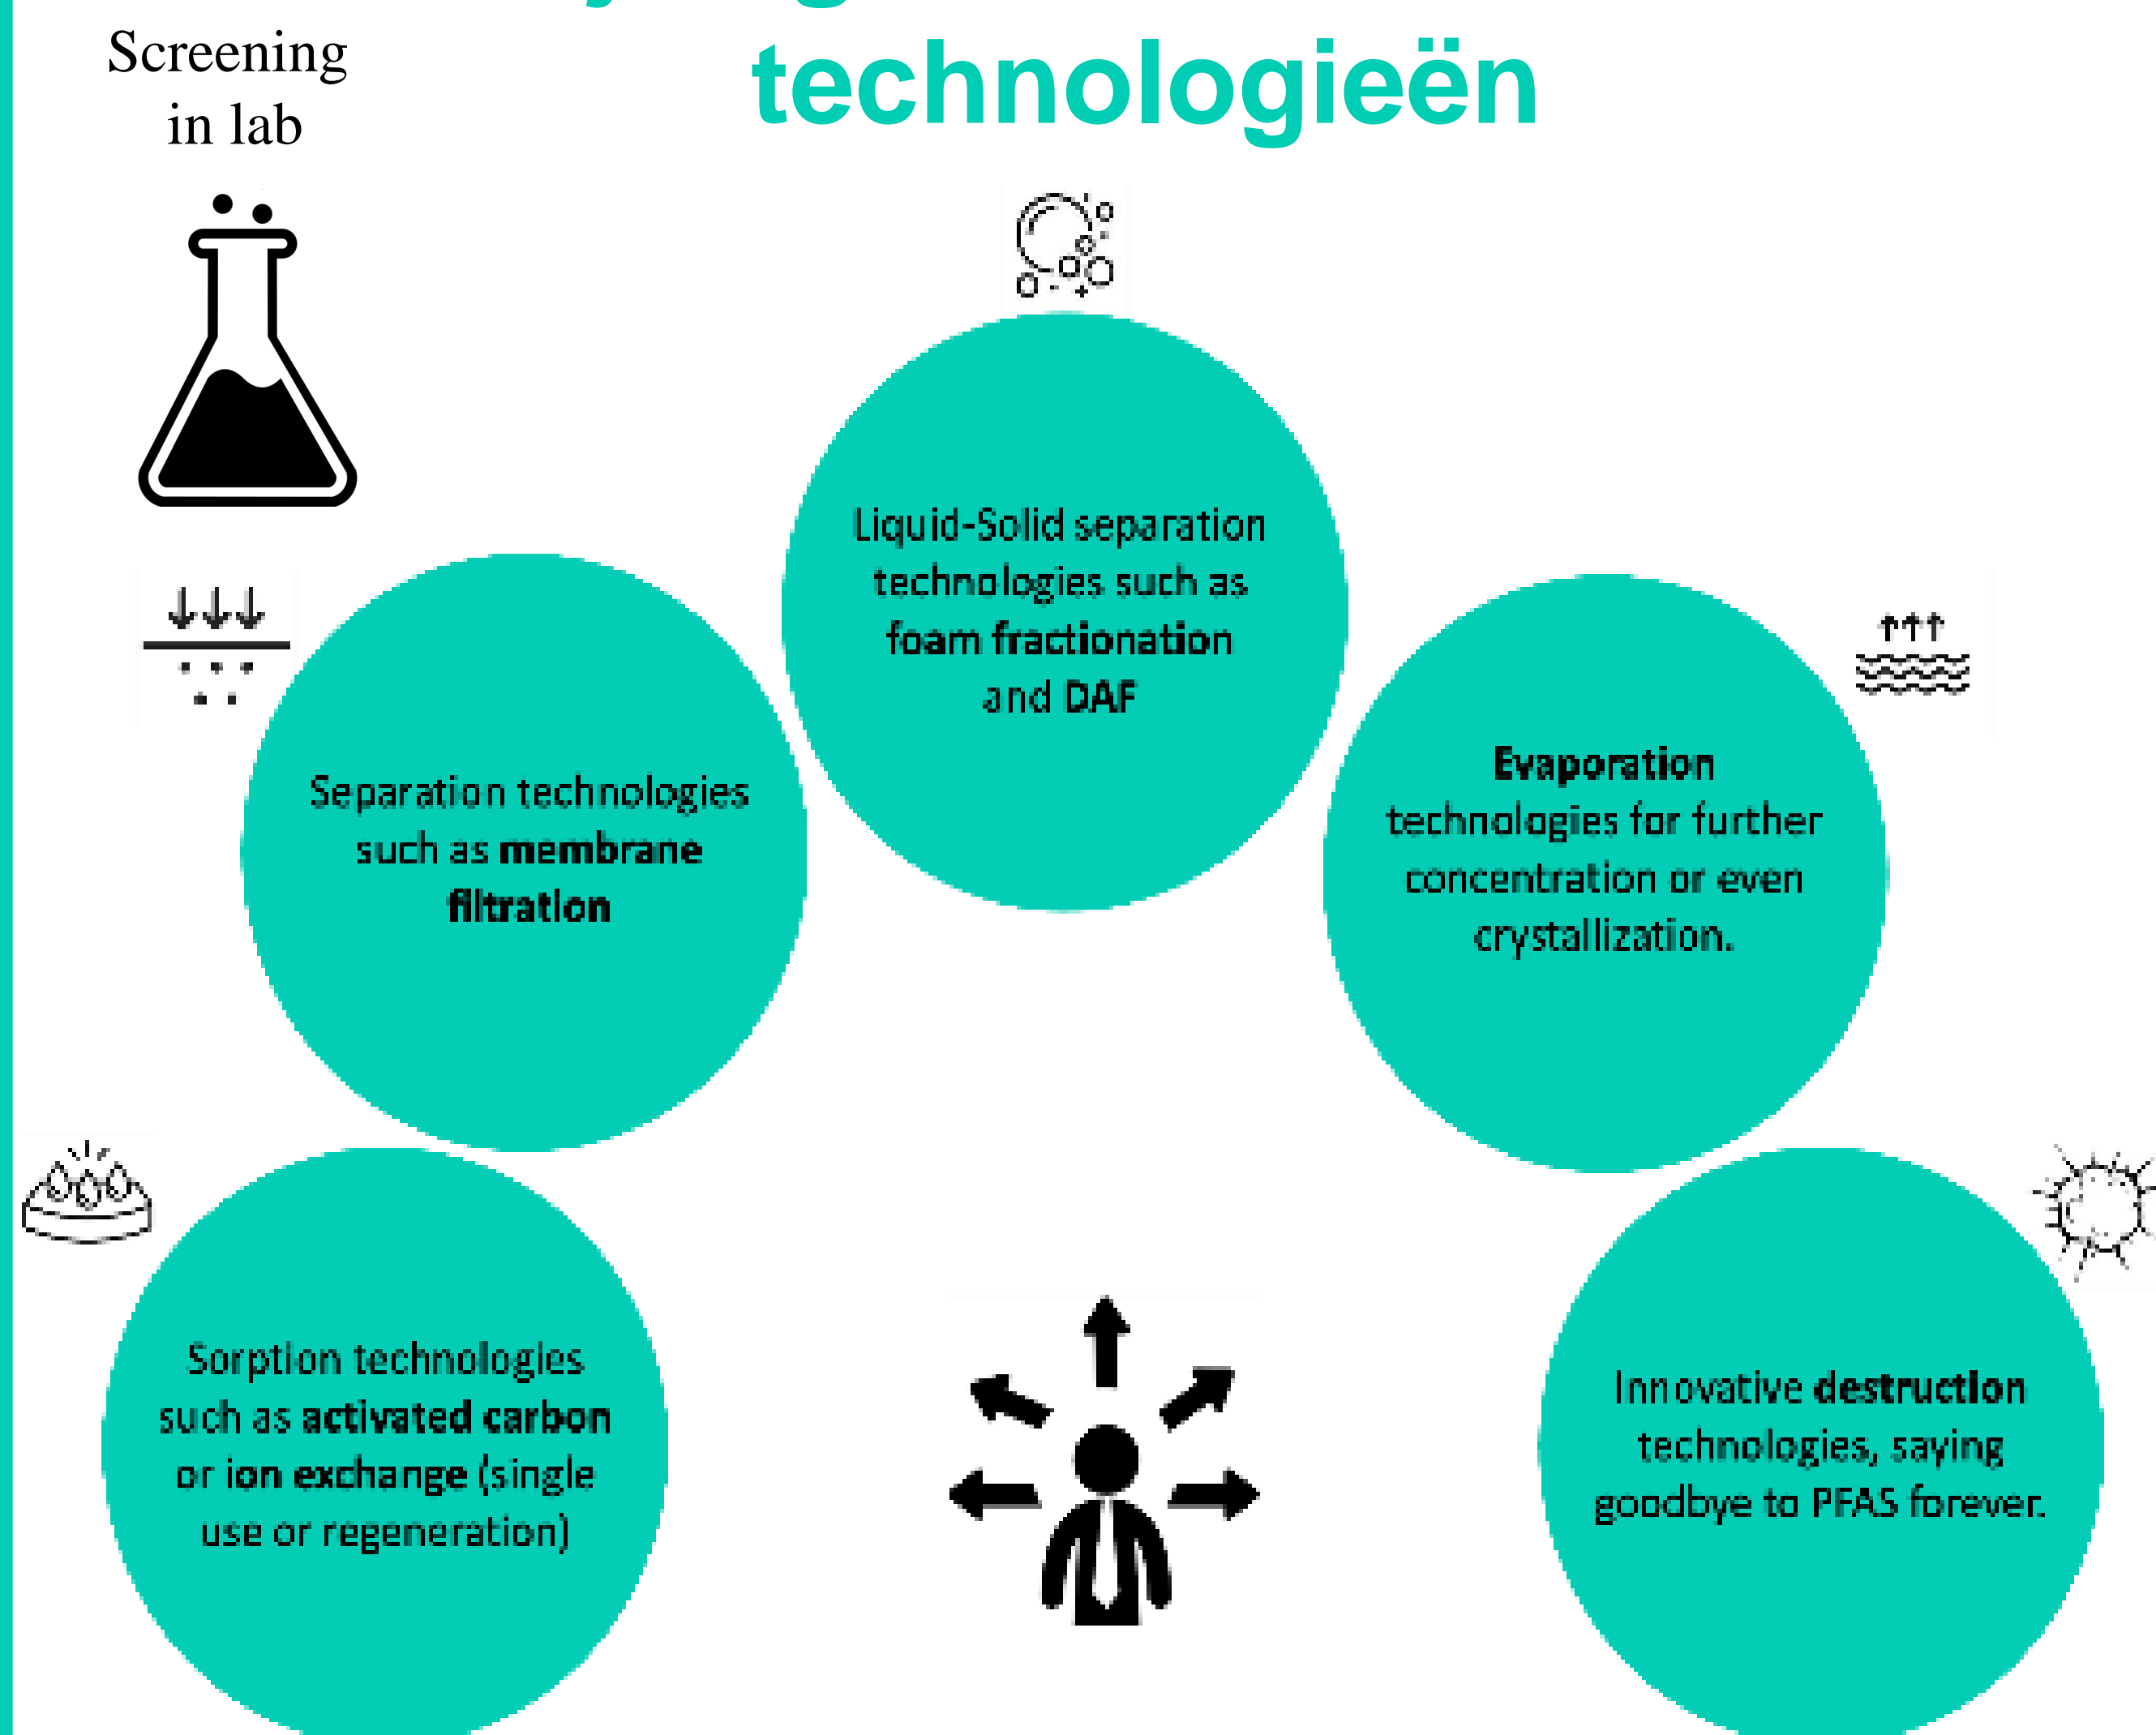 technologieën
Screening
in lab
Liquid-Solid separation
technologies such as
foam fractionation
and DAF
Separation technologies
such as membrane
filtration
Evaporation
technologies for further
concentration or even
crystallization.
Sorption technologies
such as activated carbon
or ion exchange (single
use or regeneration)
Innovative destruction
technologies, saying
goodbye to PFAS forever.